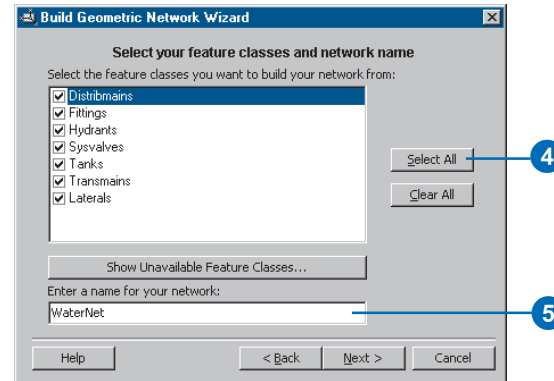 Build Geometric Network Wizard
Select your feature classes and network name
Select the feature classes you want to build your network from:
Distribmains
Fittings
Hydrants
Sysvalves
Tanks
Transmains
Laterals
Select All
4
Clear All
Show Unavailable Feature Classes...
Enter a name for your network:
WaterNet
5
Help
< Back
Next >
Cancel